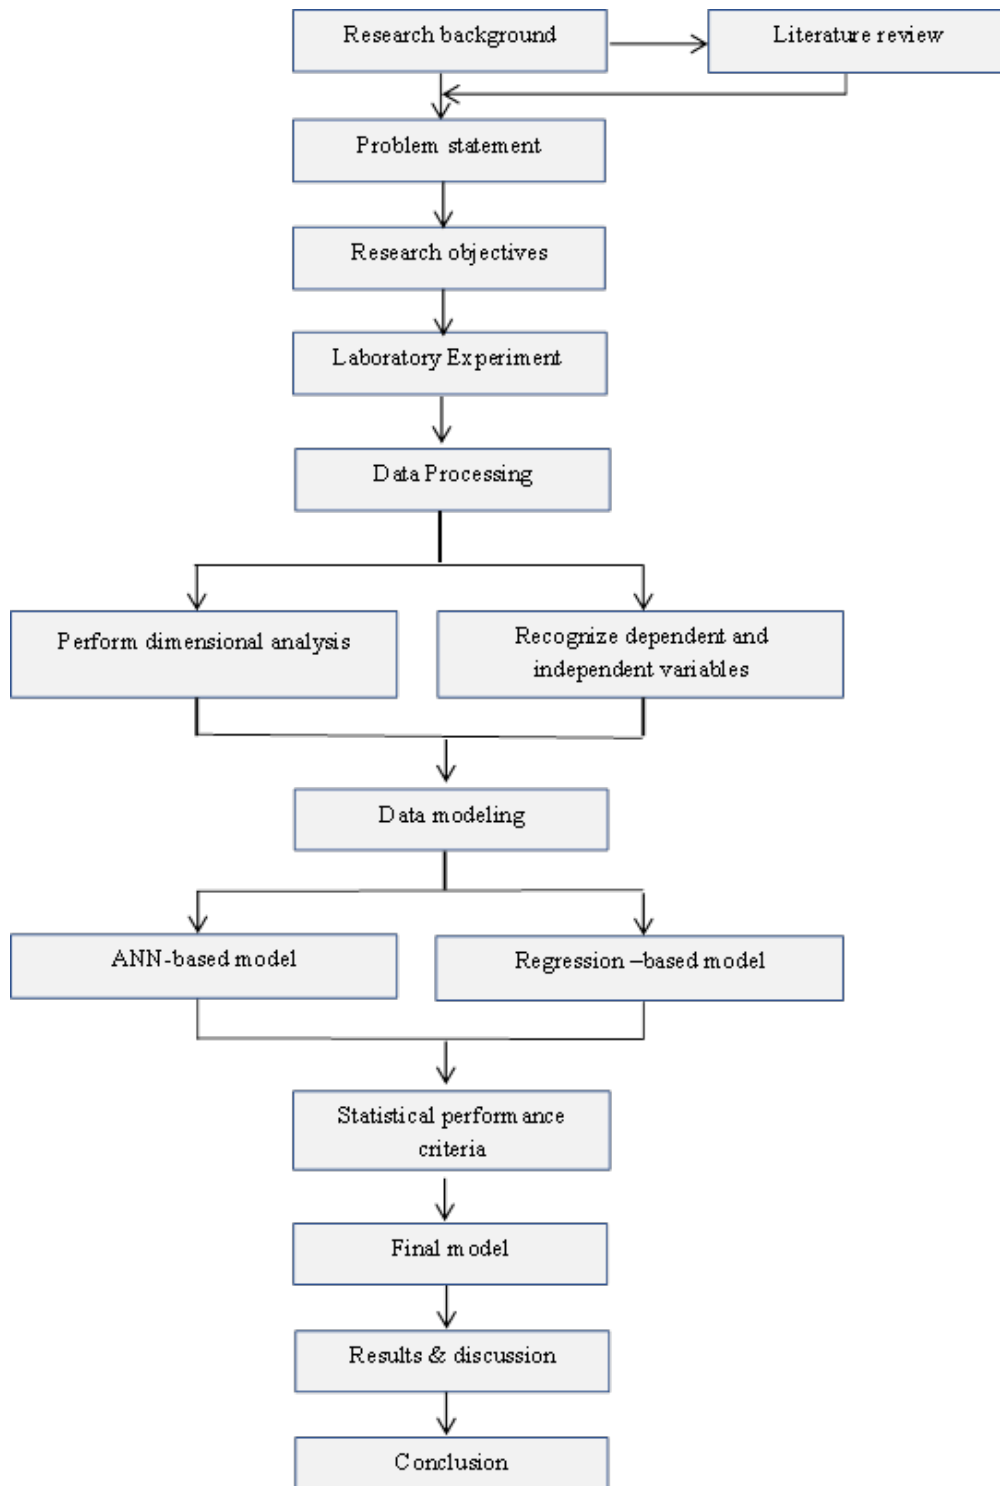 Research background
Literature review
Problem statement
Research objectives
Laboratory Experiment
Data Processing
Perform dimensional analysis
Recognize dependent and
independent variables
Data modeling
ANN-based model
Regression –based model
Statistical performance
criteria
Final model
Results & discussion
Conclusion